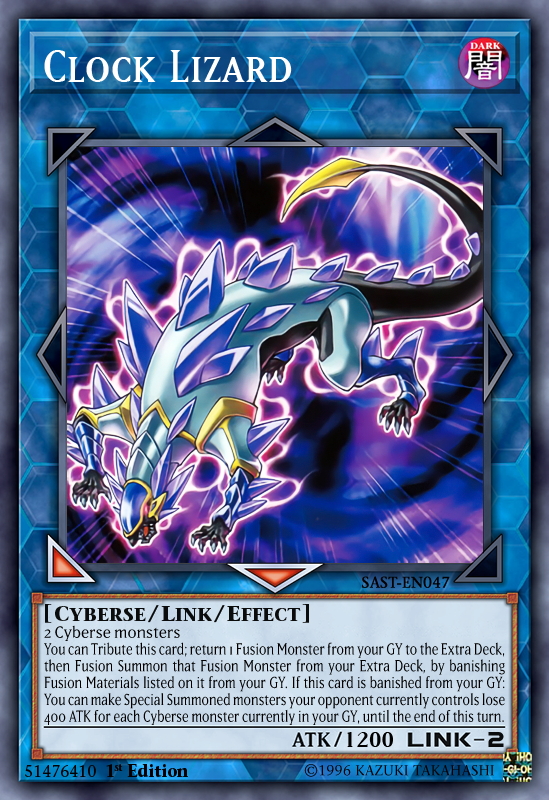 CLOCK LIZARD
DARK
闇
SAST-EN047
[CYBERSE/LINK/EFFECT]
2 Cyberse monsters
You can Tribute this card; return 1 Fusion Monster from your GY to the Extra Deck,
then Fusion Summon that Fusion Monster from your Extra Deck, by banishing
Fusion Materials listed on it from your GY. If this card is banished from your GY:
You can make Special Summoned monsters your opponent currently controls lose
400 ATK for each Cyberse monster currently in your GY, until the end of this turn.
ATK/1200 LINK-2
51476410 1st Edition ©1996 KAZUKI TAKAHASHI